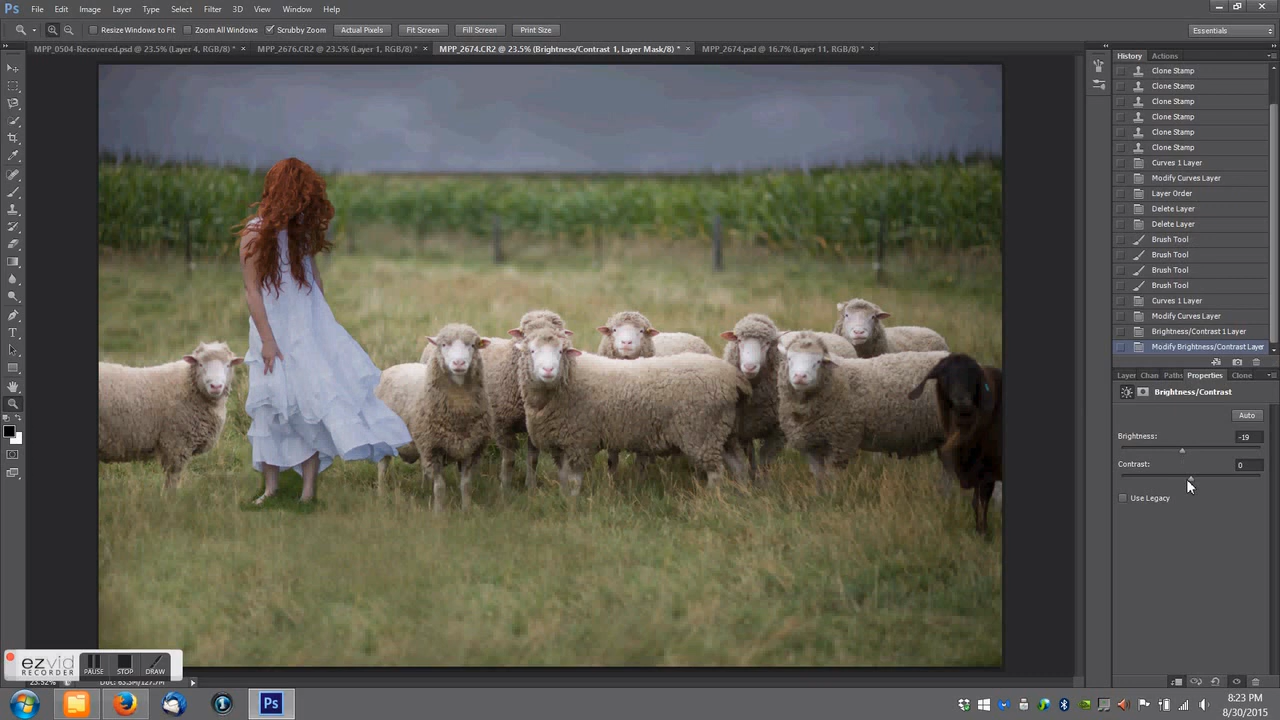 Ps File Edit Image Layer Type Select Filter 3D View Window Help
Resize Windows to Fit Zoom All Windows Scrubby Zoom Actual Pixels Fit Screen Fill Screen Print Size Essentials
MPP_0504-Recovered.psd @ 23.5% (Layer 4, RGB/8) * × MPP_2676.CR2 @ 23.5% (Layer 1, RGB/8) * × MPP_2674.CR2 @ 23.5% (Brightness/Contrast 1, Layer Mask/8) * × MPP_2674.psd @ 16.7% (Layer 11, RGB/8) * ×
History Actions
Clone Stamp
Clone Stamp
Clone Stamp
Clone Stamp
Clone Stamp
Clone Stamp
Curves 1 Layer
Modify Curves Layer
Layer Order
Delete Layer
Delete Layer
Brush Tool
Brush Tool
Brush Tool
Brush Tool
Curves 1 Layer
Modify Curves Layer
Brightness/Contrast 1 Layer
Modify Brightness/Contrast Layer
Layer Chan Paths Properties Clone
Brightness/Contrast
Auto
Brightness: -19
Contrast: 0
Use Legacy
ezvid
RECORDER
PAUSE STOP DRAW
Ps
8:23 PM
8/30/2015